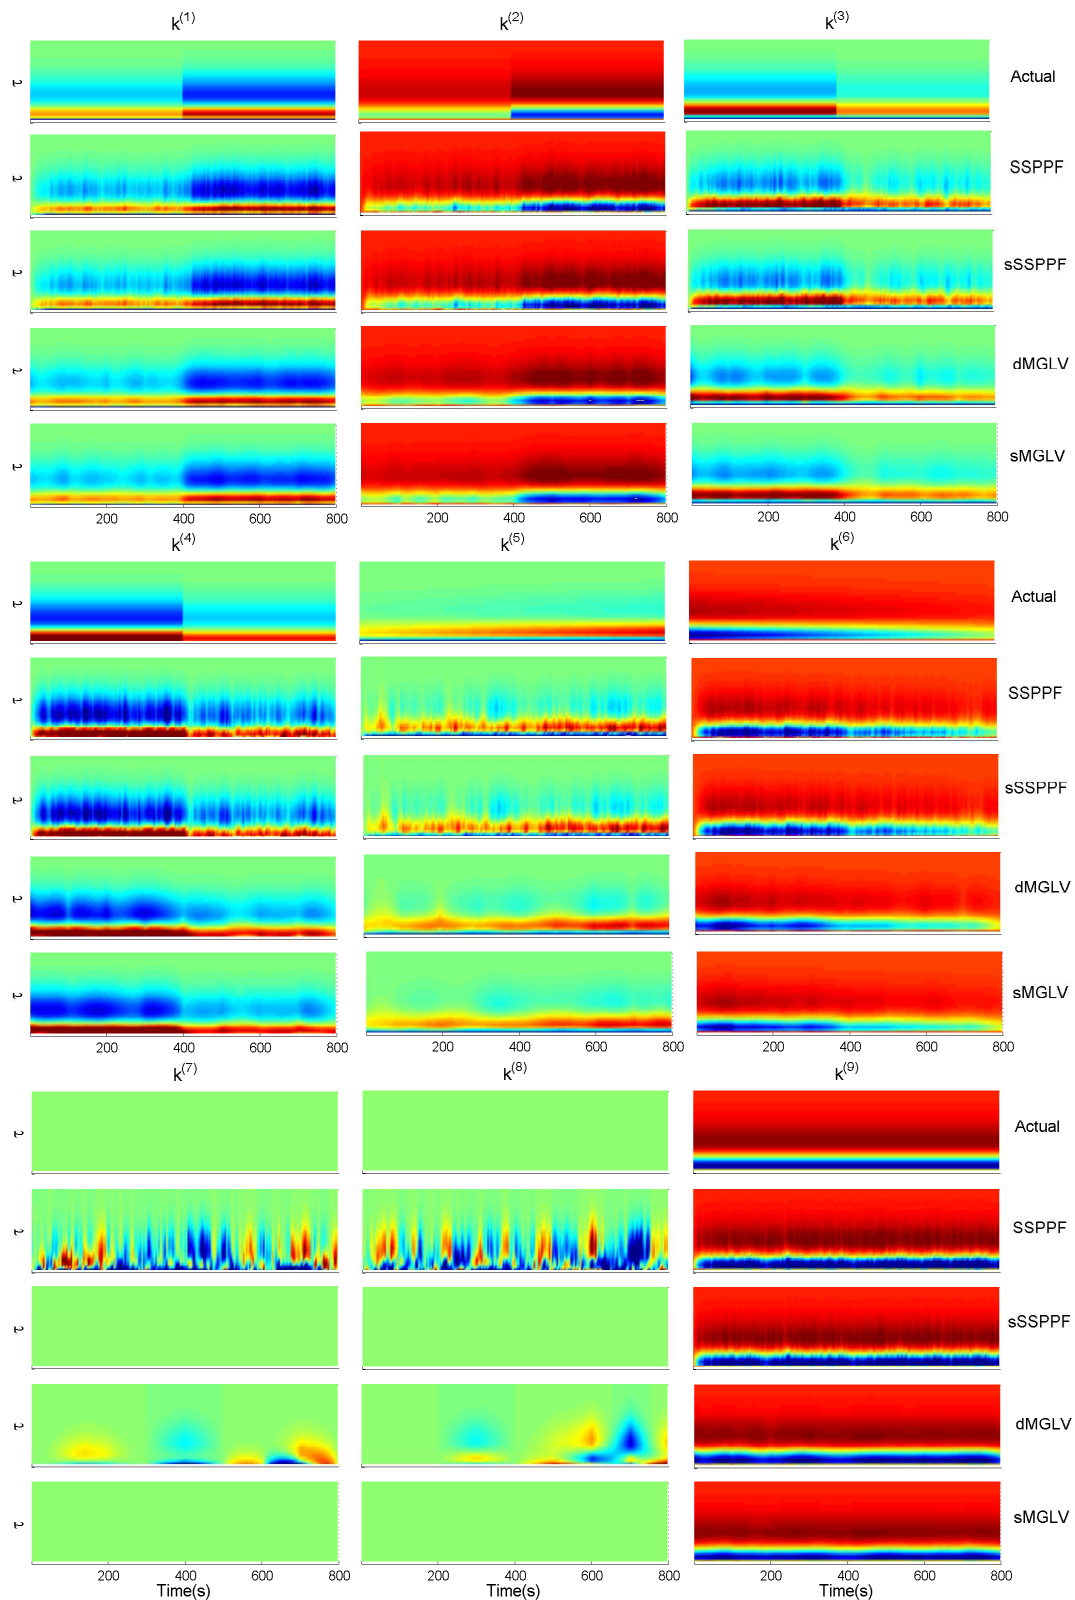 k(1) k(2) k(3)
τ Actual
τ SSPPF
τ sSSPPF
τ dMGLV
τ sMGLV
200 400 600 800 200 400 600 800 200 400 600 800
k(4) k(5) k(6)
τ Actual
τ SSPPF
τ sSSPPF
τ dMGLV
τ sMGLV
200 400 600 800 200 400 600 800 200 400 600 800
k(7) k(8) k(9)
τ Actual
τ SSPPF
τ sSSPPF
τ dMGLV
τ sMGLV
200 400 600 800 200 400 600 800 200 400 600 800
Time(s) Time(s) Time(s)